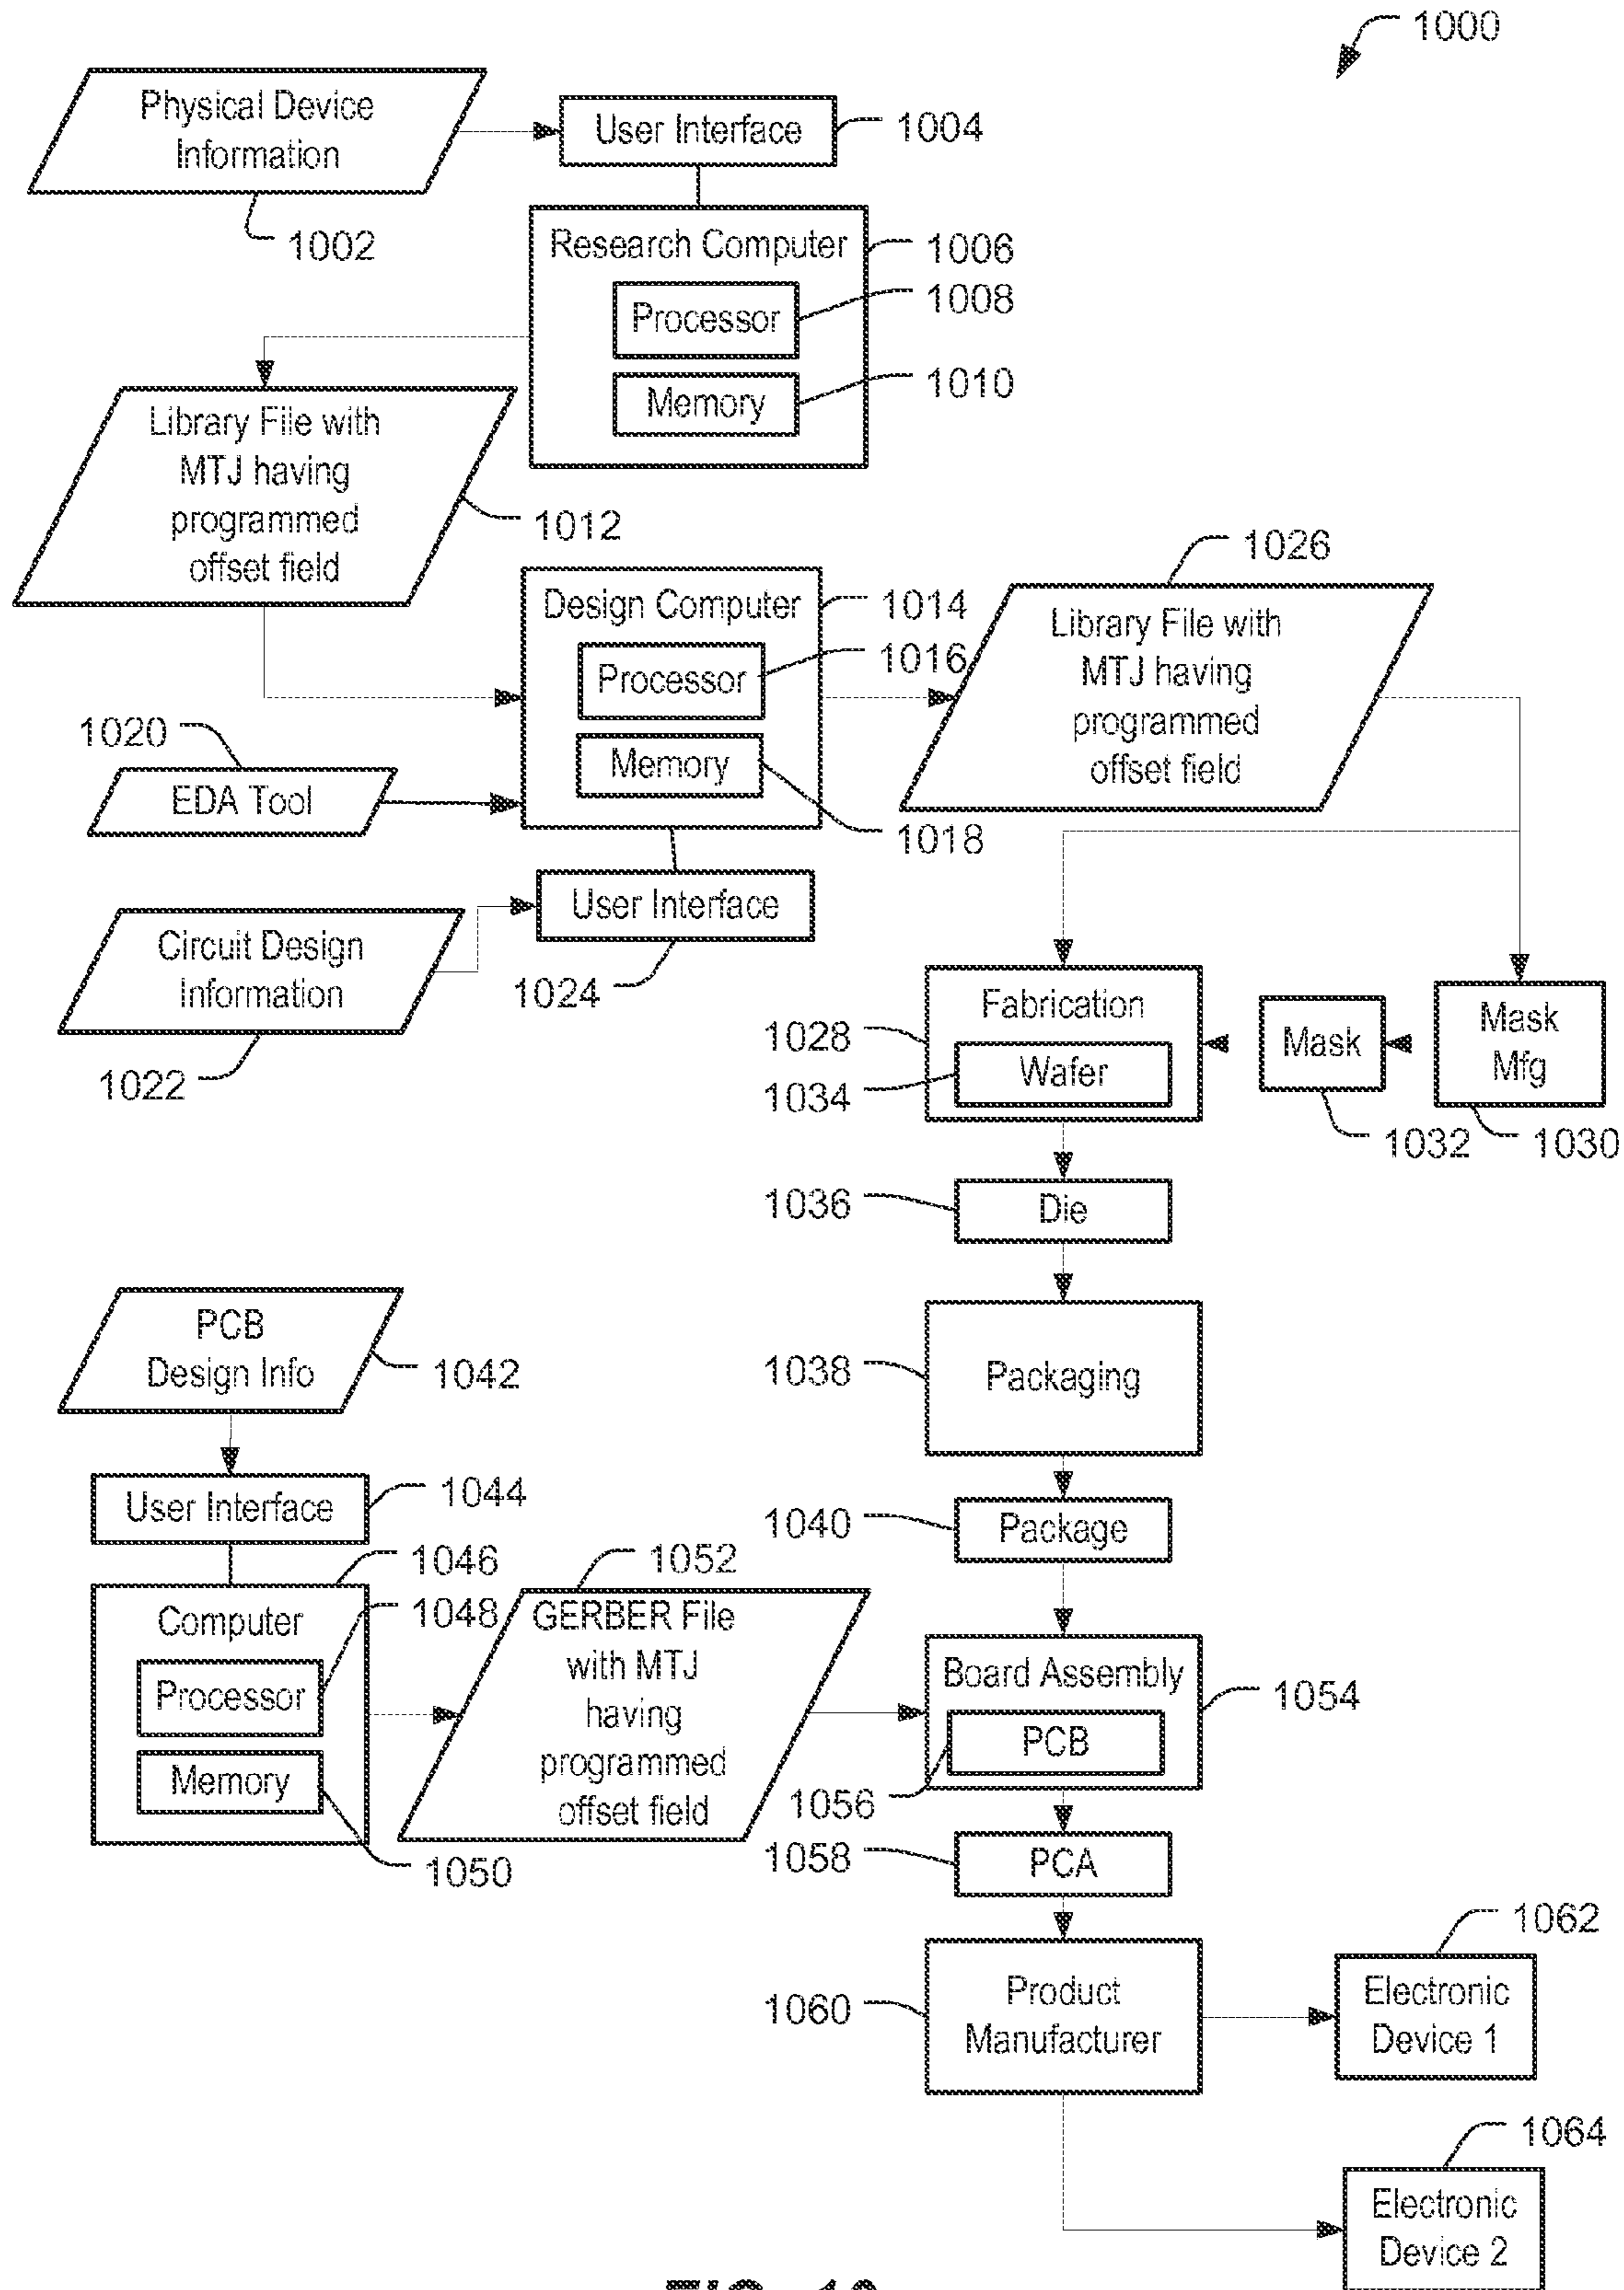 1000
Physical Device
Information
1002
User Interface
1004
Research Computer
1006
Processor
1008
Memory
1010
Library File with
MTJ having
programmed
offset field
1012
Design Computer
1014
Processor
1016
Memory
1018
1020
EDA Tool
Circuit Design
Information
1022
User Interface
1024
1026
Library File with
MTJ having
programmed
offset field
Fabrication
1028
Wafer
1034
Mask
1032
Mask
Mfg
1030
1036
Die
1038
Packaging
1040
Package
PCB
Design Info
1042
User Interface
1044
1046
Computer
1048
Processor
Memory
1050
1052
GERBER File
with MTJ
having
programmed
offset field
Board Assembly
1054
PCB
1056
1058
PCA
1060
Product
Manufacturer
1062
Electronic
Device 1
1064
Electronic
Device 2